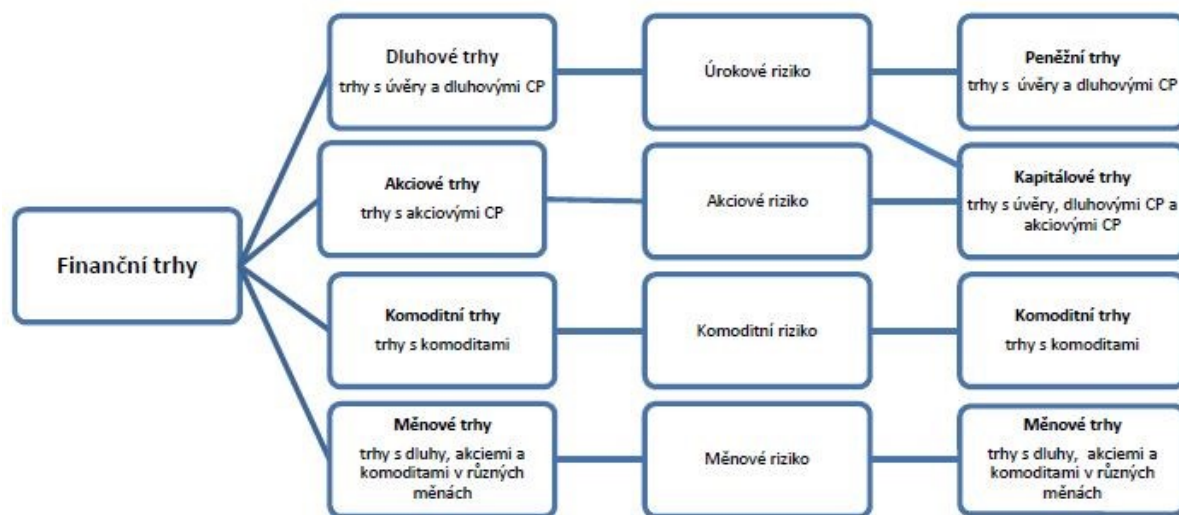 Finanční trhy
Dluhové trhy
trhy s úvěry a dluhovými CP
Úrokové riziko
Peněžní trhy
trhy s úvěry a dluhovými CP
Akciové trhy
trhy s akciovými CP
Akciové riziko
Kapitálové trhy
trhy s úvěry, dluhovými CP a
akciovými CP
Komoditní trhy
trhy s komoditami
Komoditní riziko
Komoditní trhy
trhy s komoditami
Měnové trhy
trhy s dluhy, akciemi a
komoditami v různých
měnách
Měnové riziko
Měnové trhy
trhy s dluhy, akciemi a
komoditami v různých
měnách